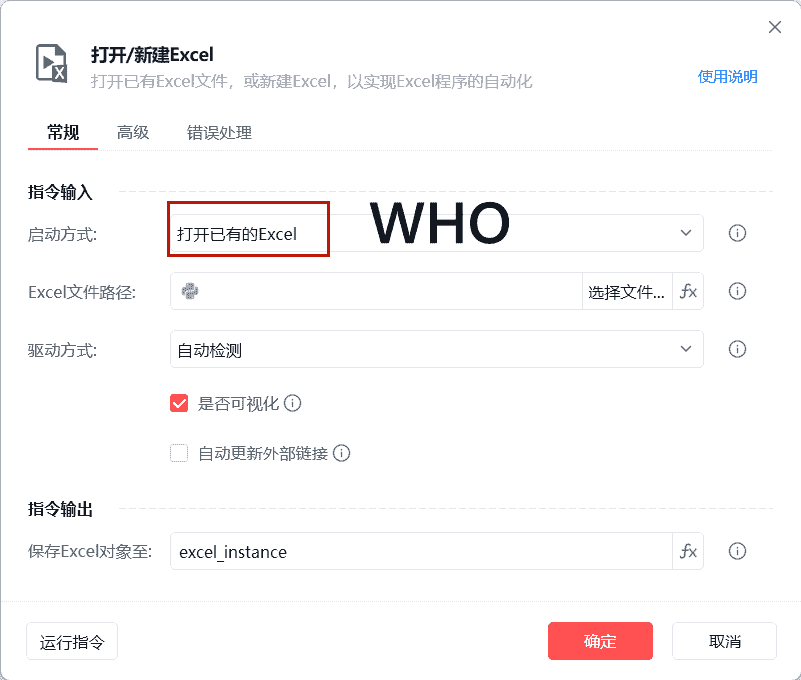 打开/新建Excel
打开已有Excel文件，或新建Excel，以实现Excel程序的自动化
使用说明
常规 高级 错误处理
指令输入
启动方式: 打开已有的Excel WHO
Excel文件路径: 选择文件... fx
驱动方式: 自动检测
是否可视化
自动更新外部链接
指令输出
保存Excel对象至: excel_instance fx
运行指令 确定 取消